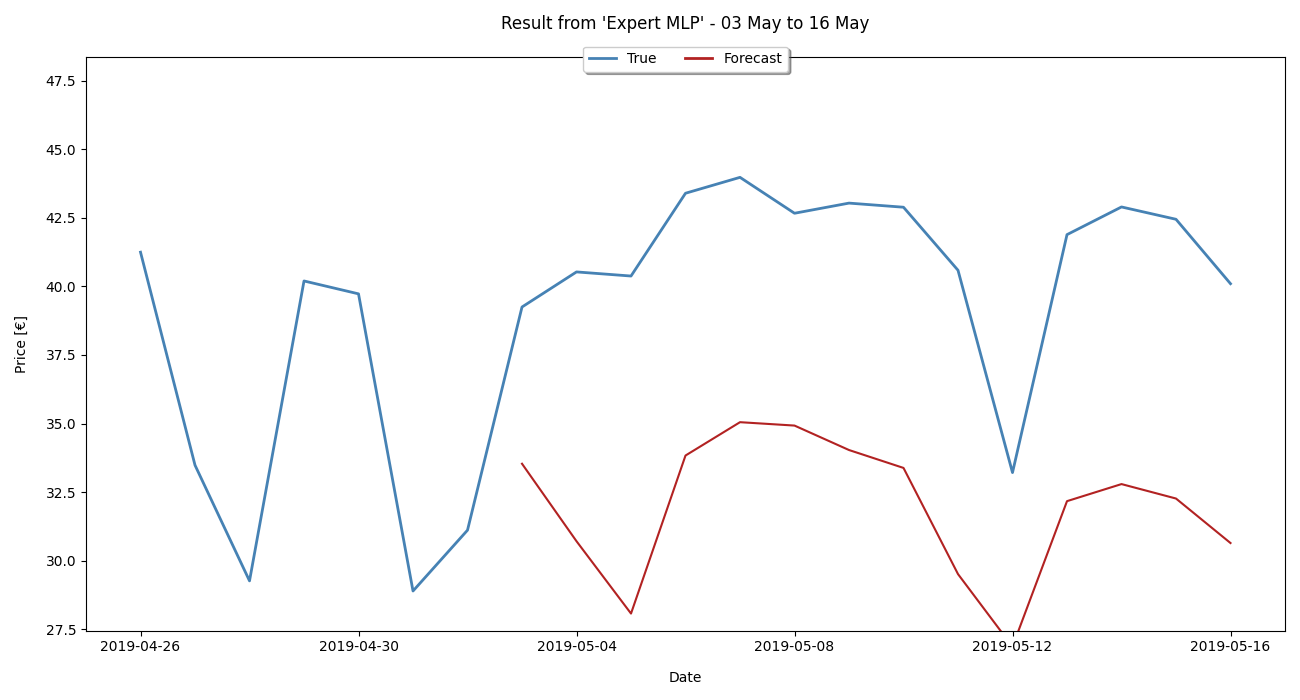 Result from 'Expert MLP' - 03 May to 16 May
True Forecast
47.5
45.0
42.5
40.0
37.5
35.0
32.5
30.0
27.5
Price [€]
2019-04-26 2019-04-30 2019-05-04 2019-05-08 2019-05-12 2019-05-16
Date